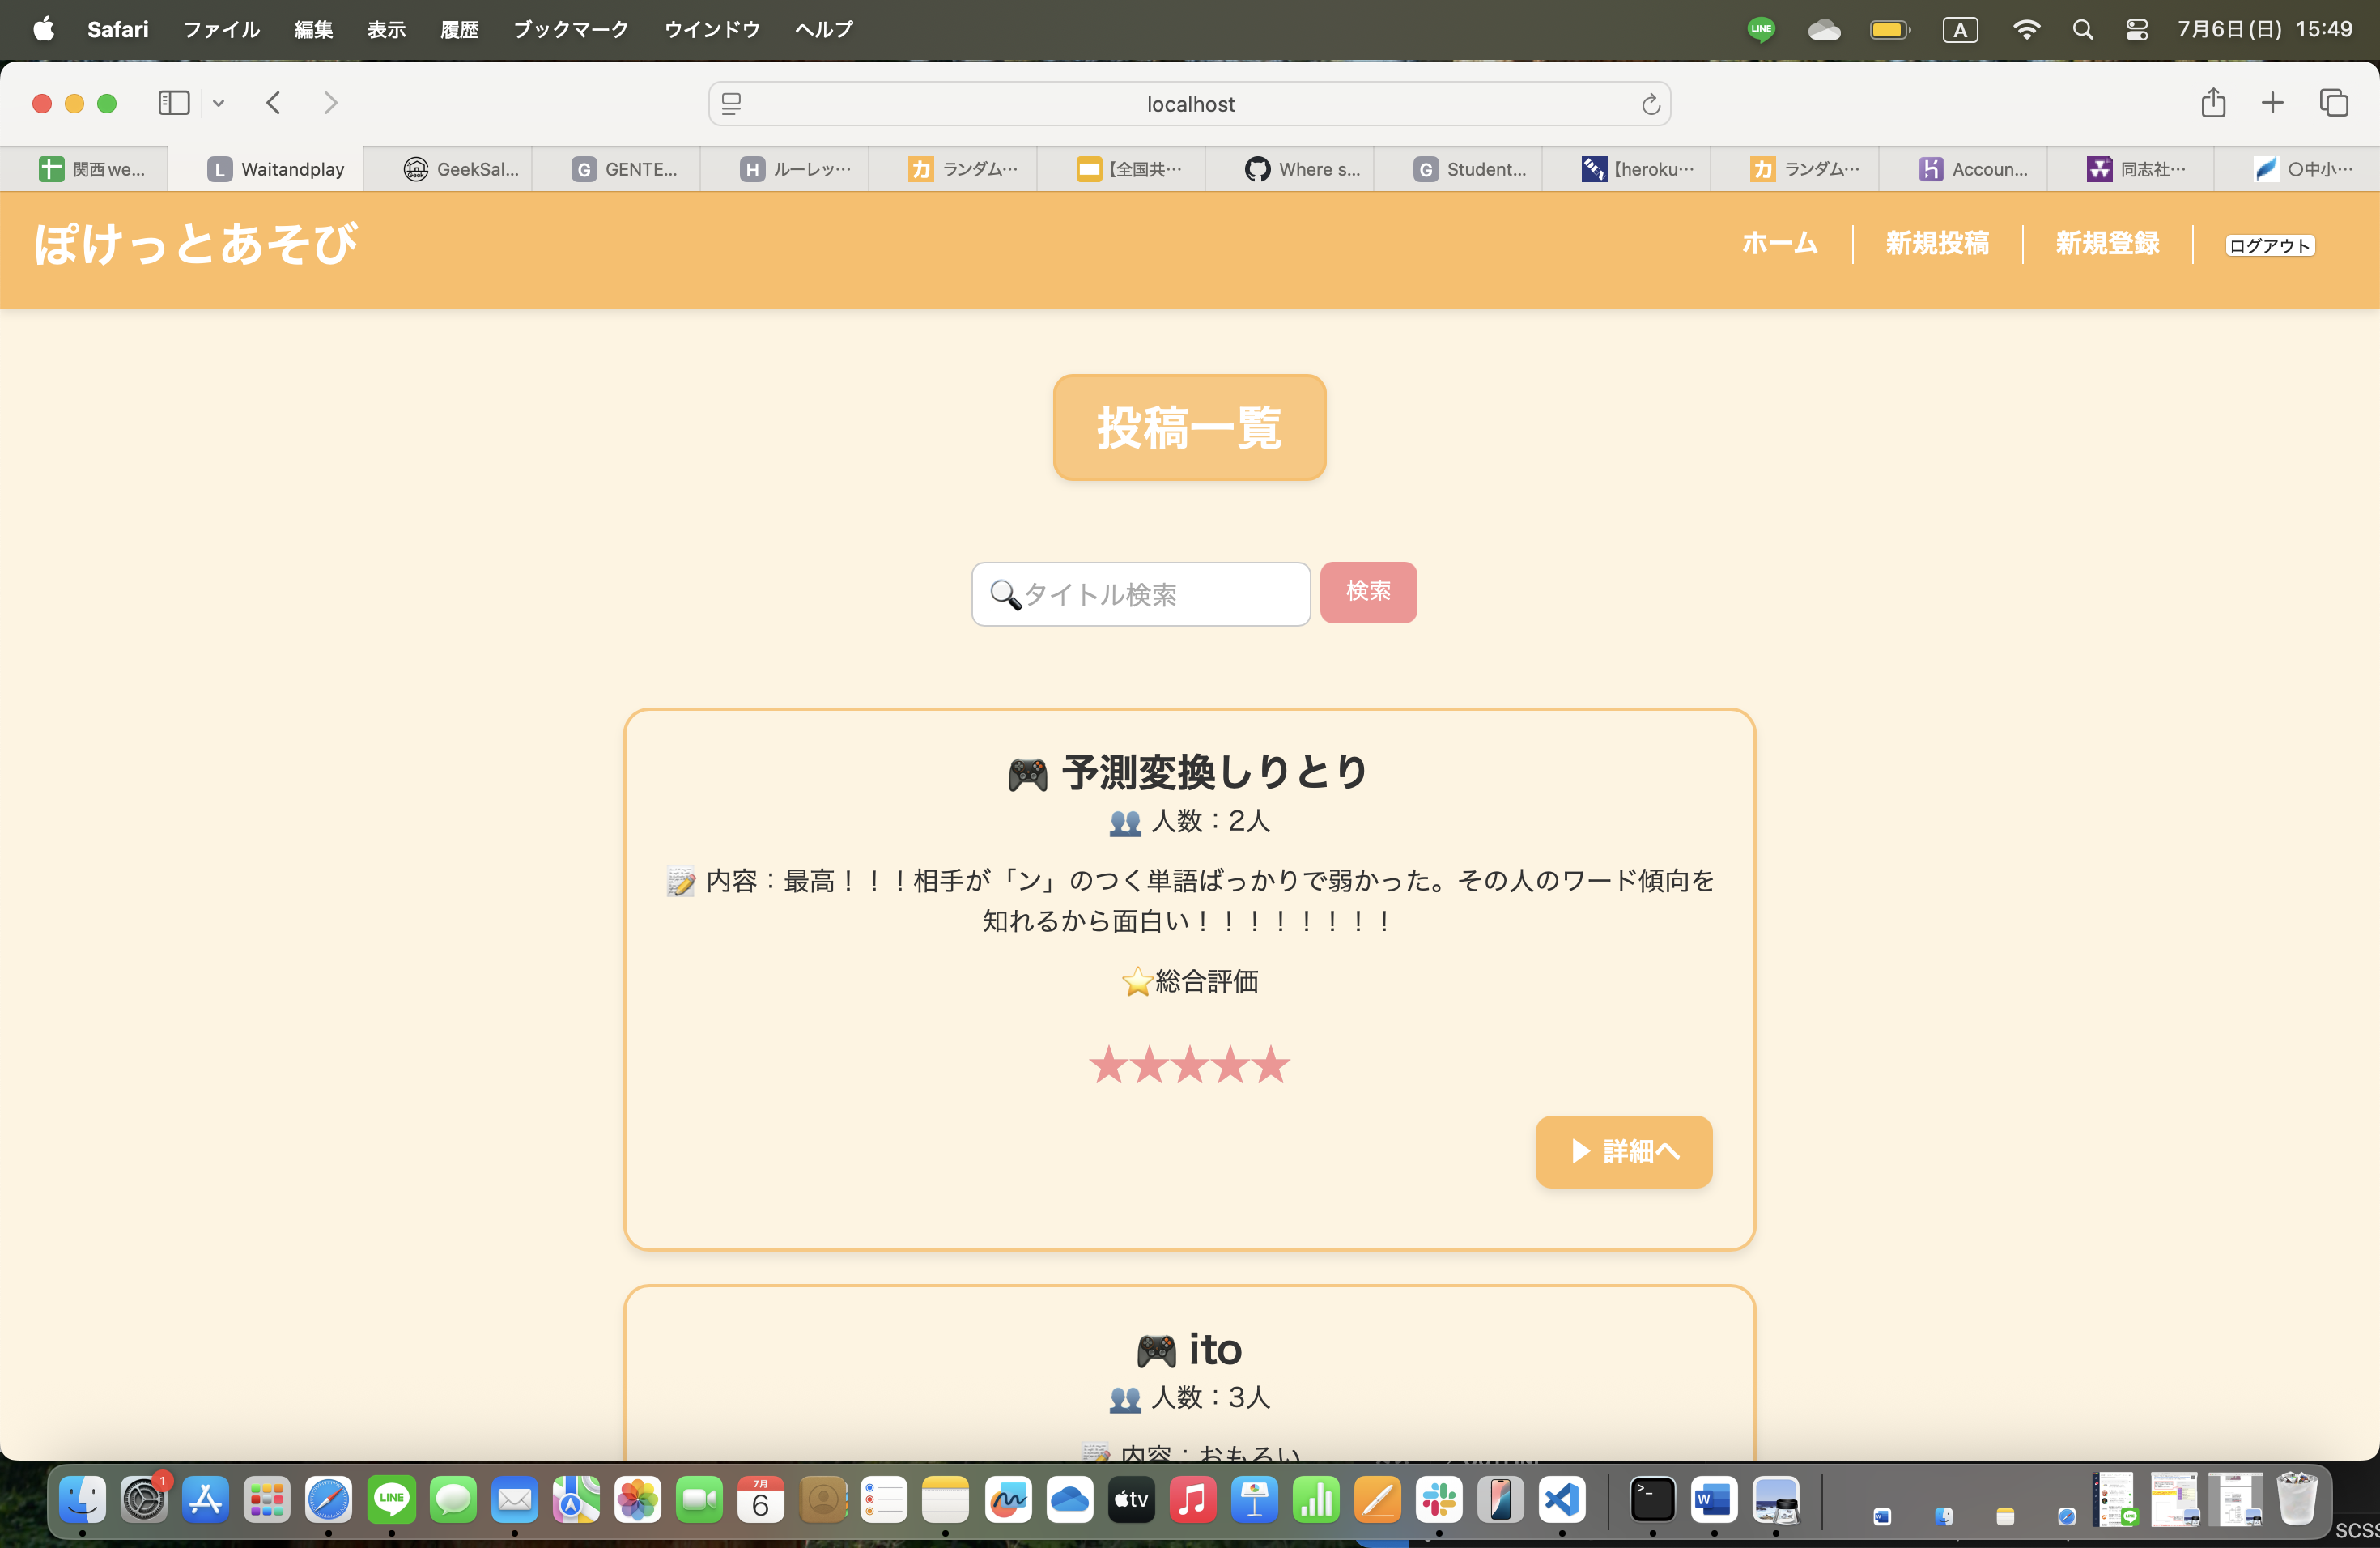 Safari ファイル 編集 表示 履歴 ブックマーク ウインドウ ヘルプ LINE A 7月6日(日) 15:49
localhost
関西we... L Waitandplay GeekSal... G GENTE... H ルーレッ… カ ランダム… 【全国共… Where s... G Student... 【heroku… カ ランダム… Accoun... 同志社… 〇中小…
ぽけっとあそび ホーム 新規投稿 新規登録 ログアウト
投稿一覧
🔍タイトル検索 検索
🎮 予測変換しりとり
👥 人数：2人
📝 内容：最高！！！相手が「ン」のつく単語ばっかりで弱かった。その人のワード傾向を
知れるから面白い！！！！！！！！
⭐総合評価
★★★★★
▶ 詳細へ
🎮 ito
👥 人数：3人
📝 内容：おもろい
1 LINE 7月 6 tv W
SCSS